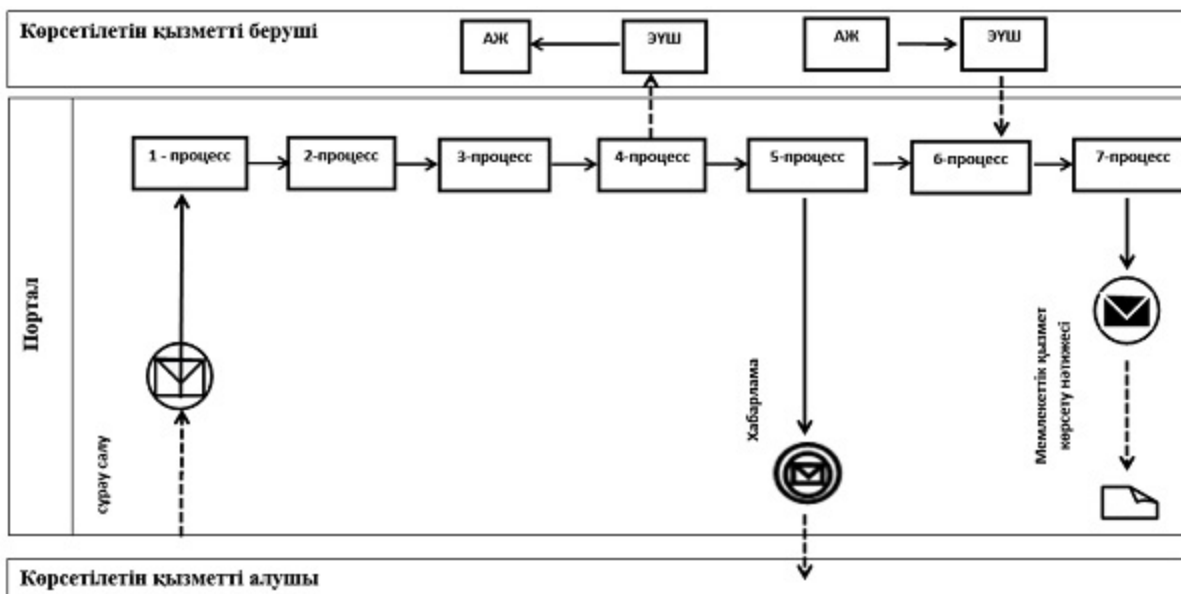 Көрсетілетін қызметті беруші
АЖ
ЭҮШ
АЖ
ЭҮШ
Портал
1 - процесс
2-процесс
3-процесс
4-процесс
5-процесс
6-процесс
7-процесс
сұрау салу
Хабарлама
Мемлекеттік қызмет
көрсету нәтижесі
Көрсетілетін қызметті алушы